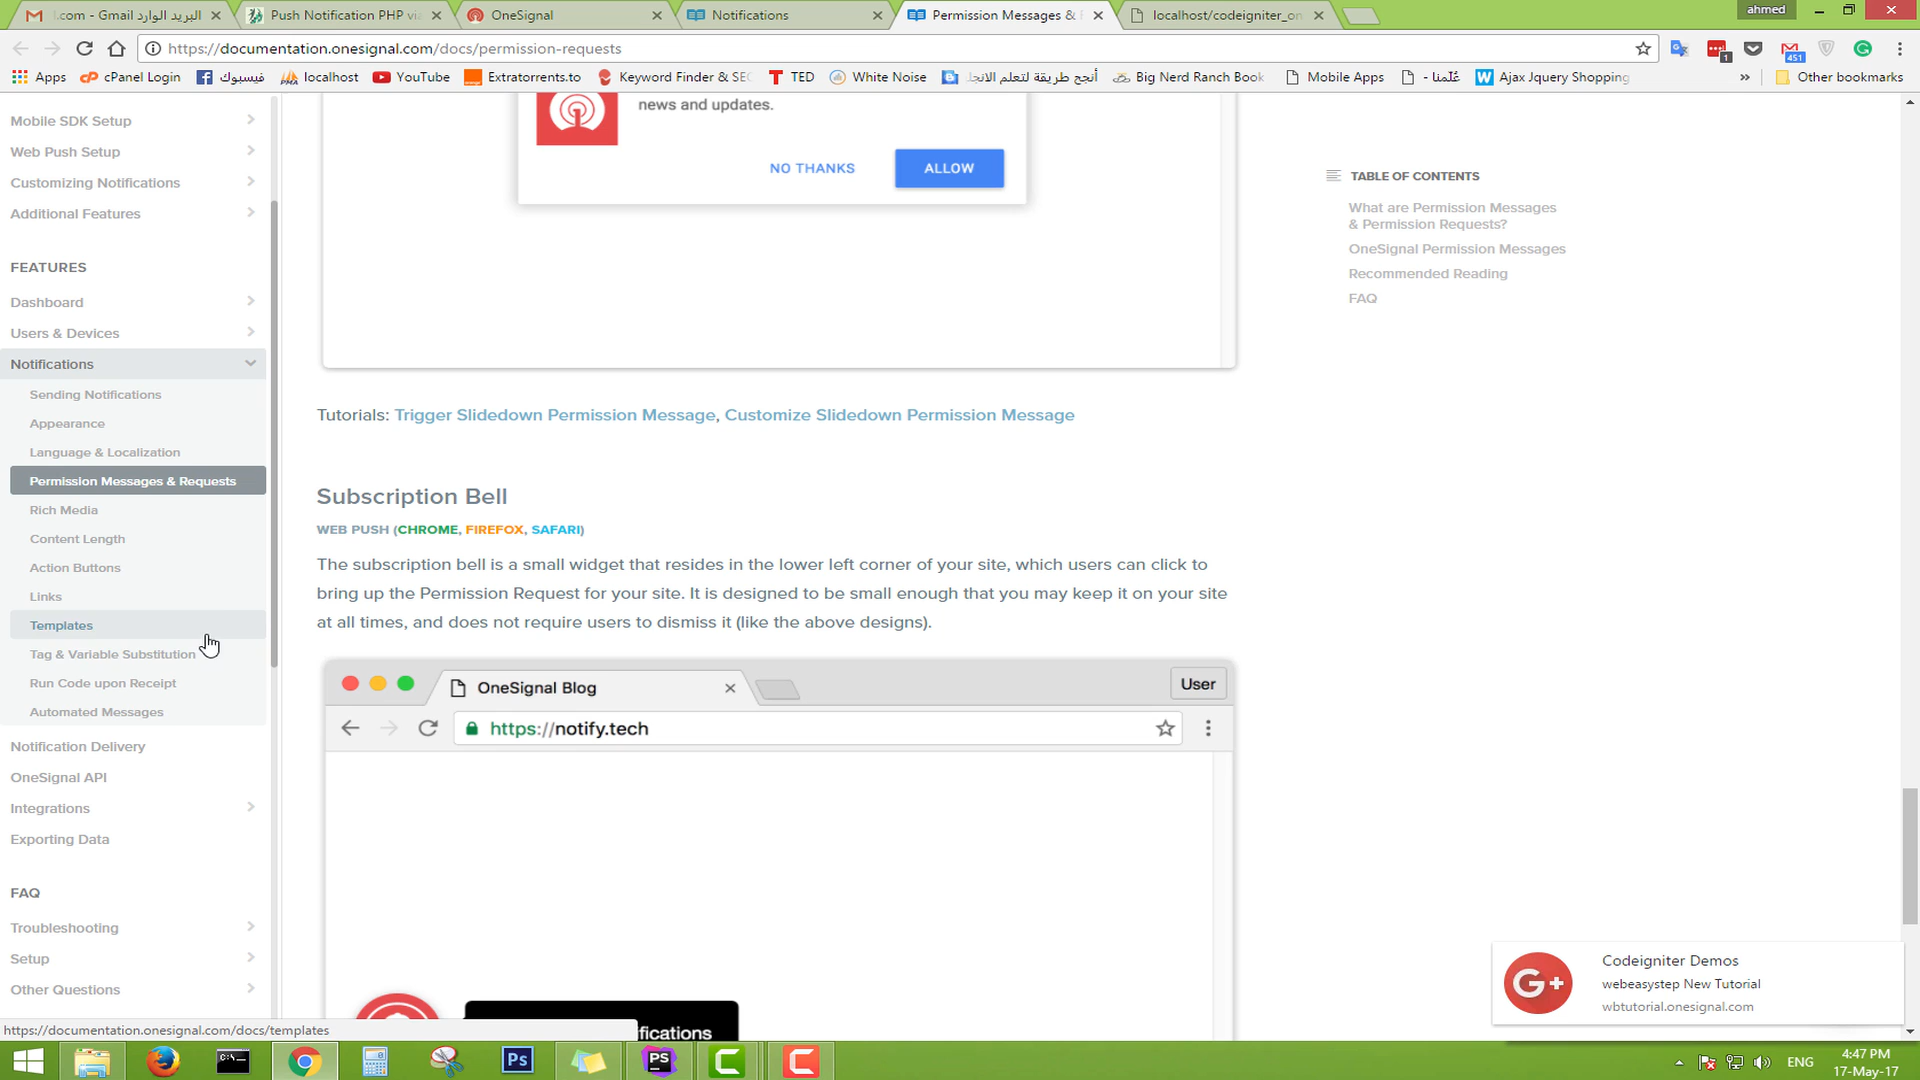 .com - Gmail البريد الوارد
Push Notification PHP via
OneSignal
Notifications
Permission Messages &
localhost/codeigniter_on
ahmed
https://documentation.onesignal.com/docs/permission-requests
Apps
cPanel Login
فيسبوك
localhost
YouTube
Extratorrents.to
Keyword Finder & SEO
TED
White Noise
أنجح طريقة لتعلم الانجل
Big Nerd Ranch Book
Mobile Apps
عُلّمنا -
Ajax Jquery Shopping
»
Other bookmarks
1
451
Mobile SDK Setup
Web Push Setup
Customizing Notifications
Additional Features
FEATURES
Dashboard
Users & Devices
Notifications
Sending Notifications
Appearance
Language & Localization
Permission Messages & Requests
Rich Media
Content Length
Action Buttons
Links
Templates
Tag & Variable Substitution
Run Code upon Receipt
Automated Messages
Notification Delivery
OneSignal API
Integrations
Exporting Data
FAQ
Troubleshooting
Setup
Other Questions
https://documentation.onesignal.com/docs/templates
news and updates.
NO THANKS
ALLOW
Tutorials: Trigger Slidedown Permission Message, Customize Slidedown Permission Message
Subscription Bell
WEB PUSH (CHROME, FIREFOX, SAFARI)
The subscription bell is a small widget that resides in the lower left corner of your site, which users can click to
bring up the Permission Request for your site. It is designed to be small enough that you may keep it on your site
at all times, and does not require users to dismiss it (like the above designs).
OneSignal Blog
User
https://notify.tech
fications
TABLE OF CONTENTS
What are Permission Messages
& Permission Requests?
OneSignal Permission Messages
Recommended Reading
FAQ
G+
Codeigniter Demos
webeasystep New Tutorial
wbtutorial.onesignal.com
Ps
PS
ENG
4:47 PM
17-May-17